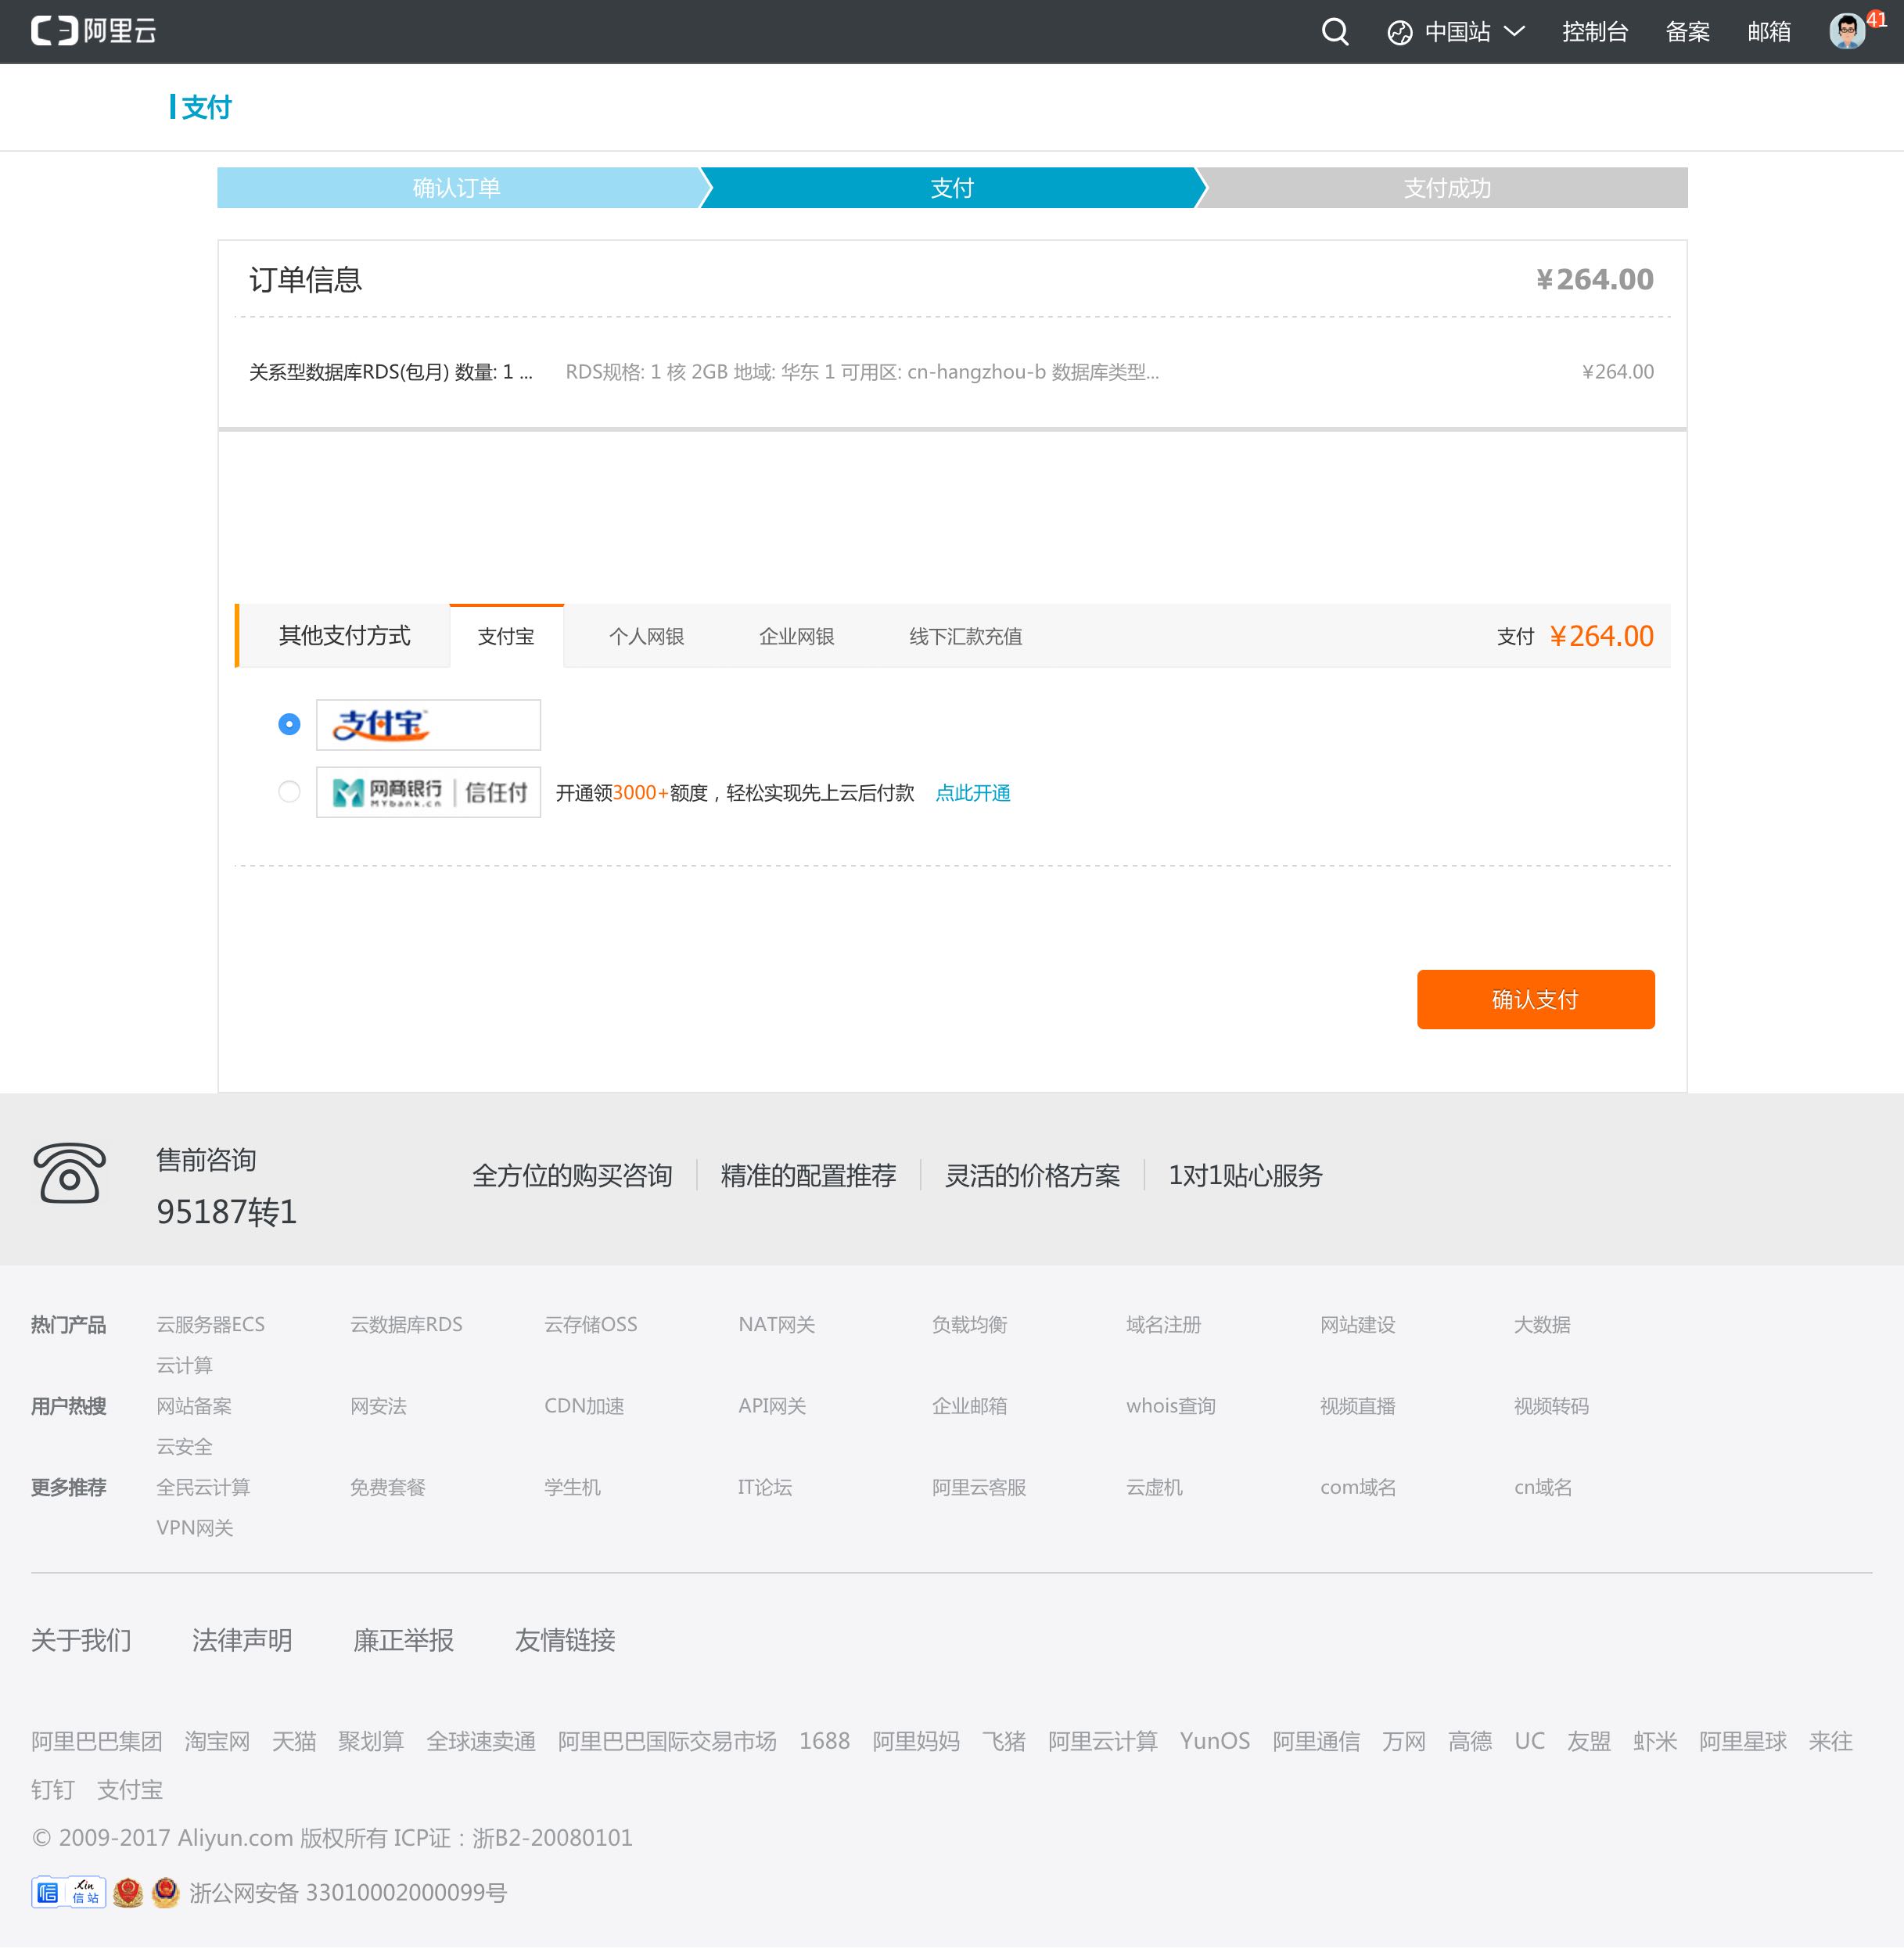 阿里云 中国站 控制台 备案 邮箱 41
支付
确认订单 支付 支付成功
订单信息 ¥264.00
关系型数据库RDS(包月) 数量: 1 ... RDS规格: 1 核 2GB 地域: 华东 1 可用区: cn-hangzhou-b 数据库类型... ¥264.00
其他支付方式 支付宝 个人网银 企业网银 线下汇款充值 支付 ¥264.00
支付宝
网商银行 MYbank.cn 信任付 开通领3000+额度，轻松实现先上云后付款 点此开通
确认支付
售前咨询
95187转1
全方位的购买咨询 精准的配置推荐 灵活的价格方案 1对1贴心服务
热门产品 云服务器ECS 云数据库RDS 云存储OSS NAT网关 负载均衡 域名注册 网站建设 大数据
云计算
用户热搜 网站备案 网安法 CDN加速 API网关 企业邮箱 whois查询 视频直播 视频转码
云安全
更多推荐 全民云计算 免费套餐 学生机 IT论坛 阿里云客服 云虚机 com域名 cn域名
VPN网关
关于我们 法律声明 廉正举报 友情链接
阿里巴巴集团 淘宝网 天猫 聚划算 全球速卖通 阿里巴巴国际交易市场 1688 阿里妈妈 飞猪 阿里云计算 YunOS 阿里通信 万网 高德 UC 友盟 虾米 阿里星球 来往
钉钉 支付宝
© 2009-2017 Aliyun.com 版权所有 ICP证：浙B2-20080101
信 Xin 信站 浙公网安备 33010002000099号